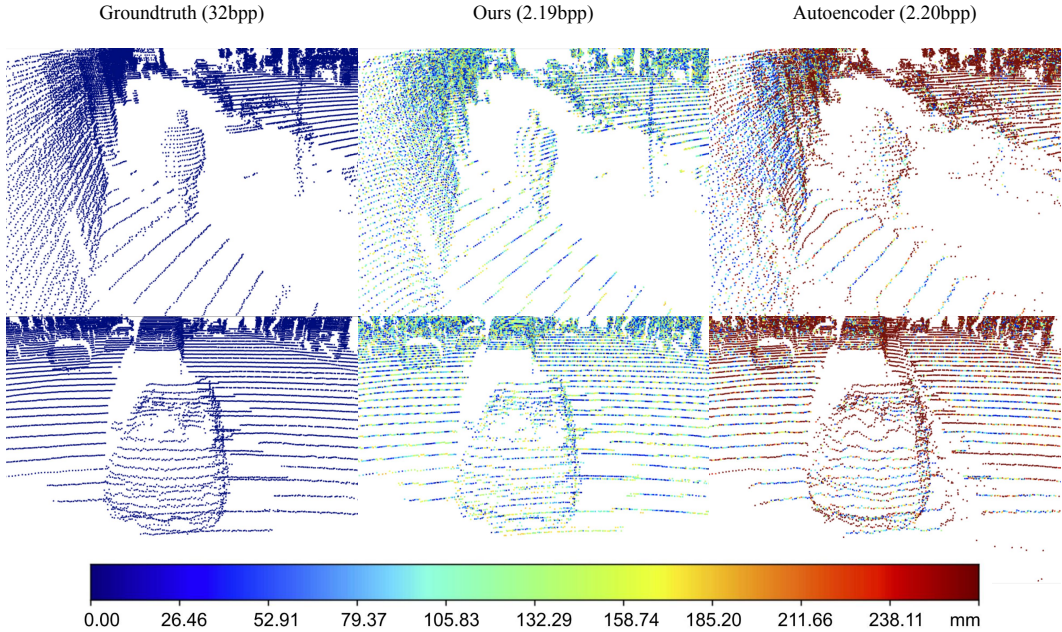 Groundtruth (32bpp) Ours (2.19bpp) Autoencoder (2.20bpp)
0.00 26.46 52.91 79.37 105.83 132.29 158.74 185.20 211.66 238.11 mm